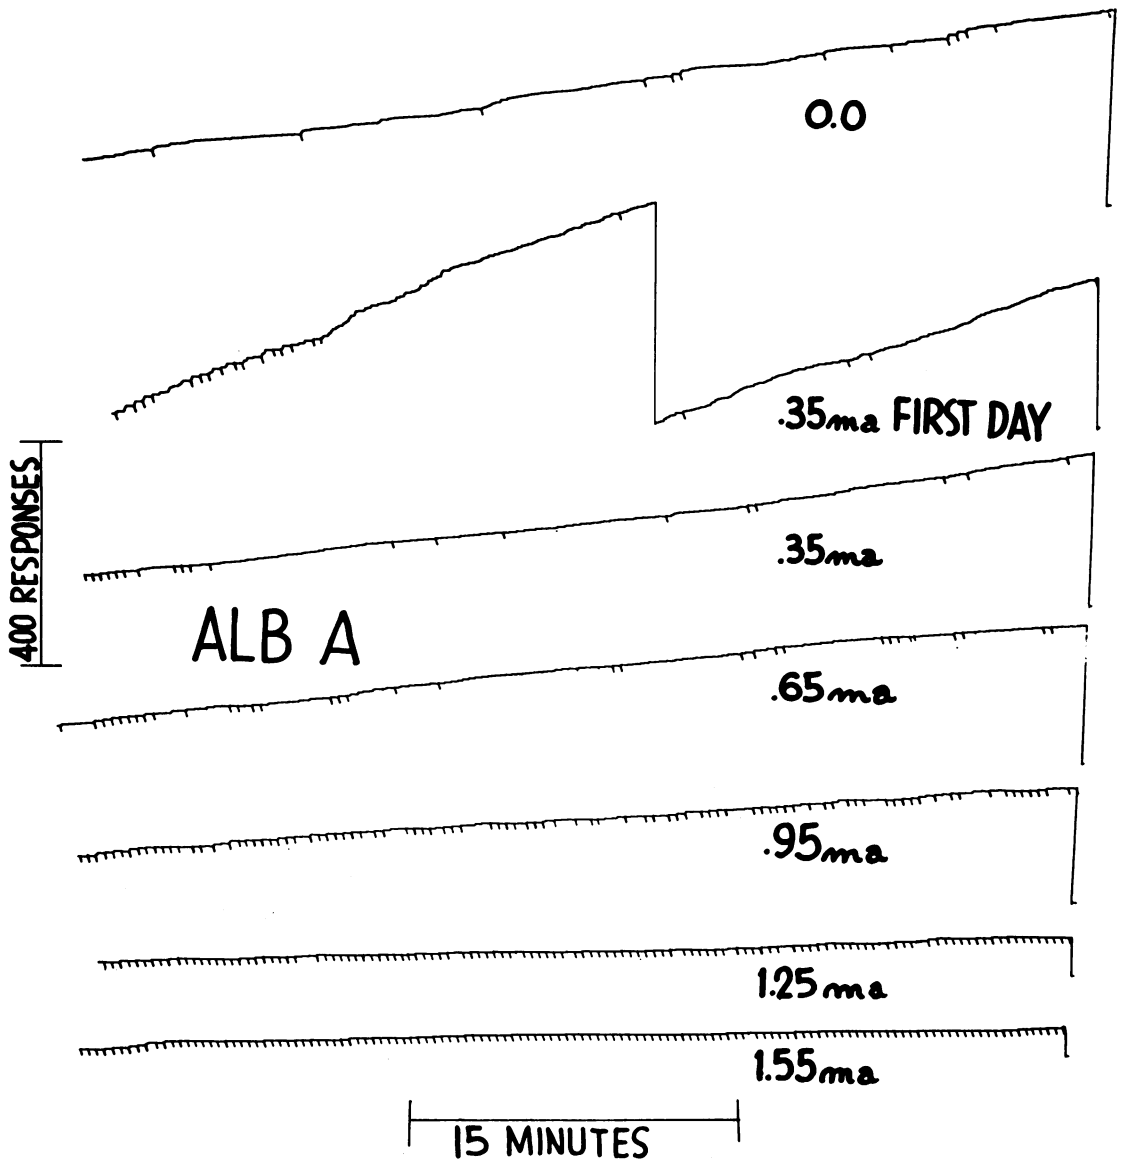 0.0
.35ma FIRST DAY
400 RESPONSES
.35ma
ALB A
.65ma
.95ma
1.25ma
1.55ma
15 MINUTES